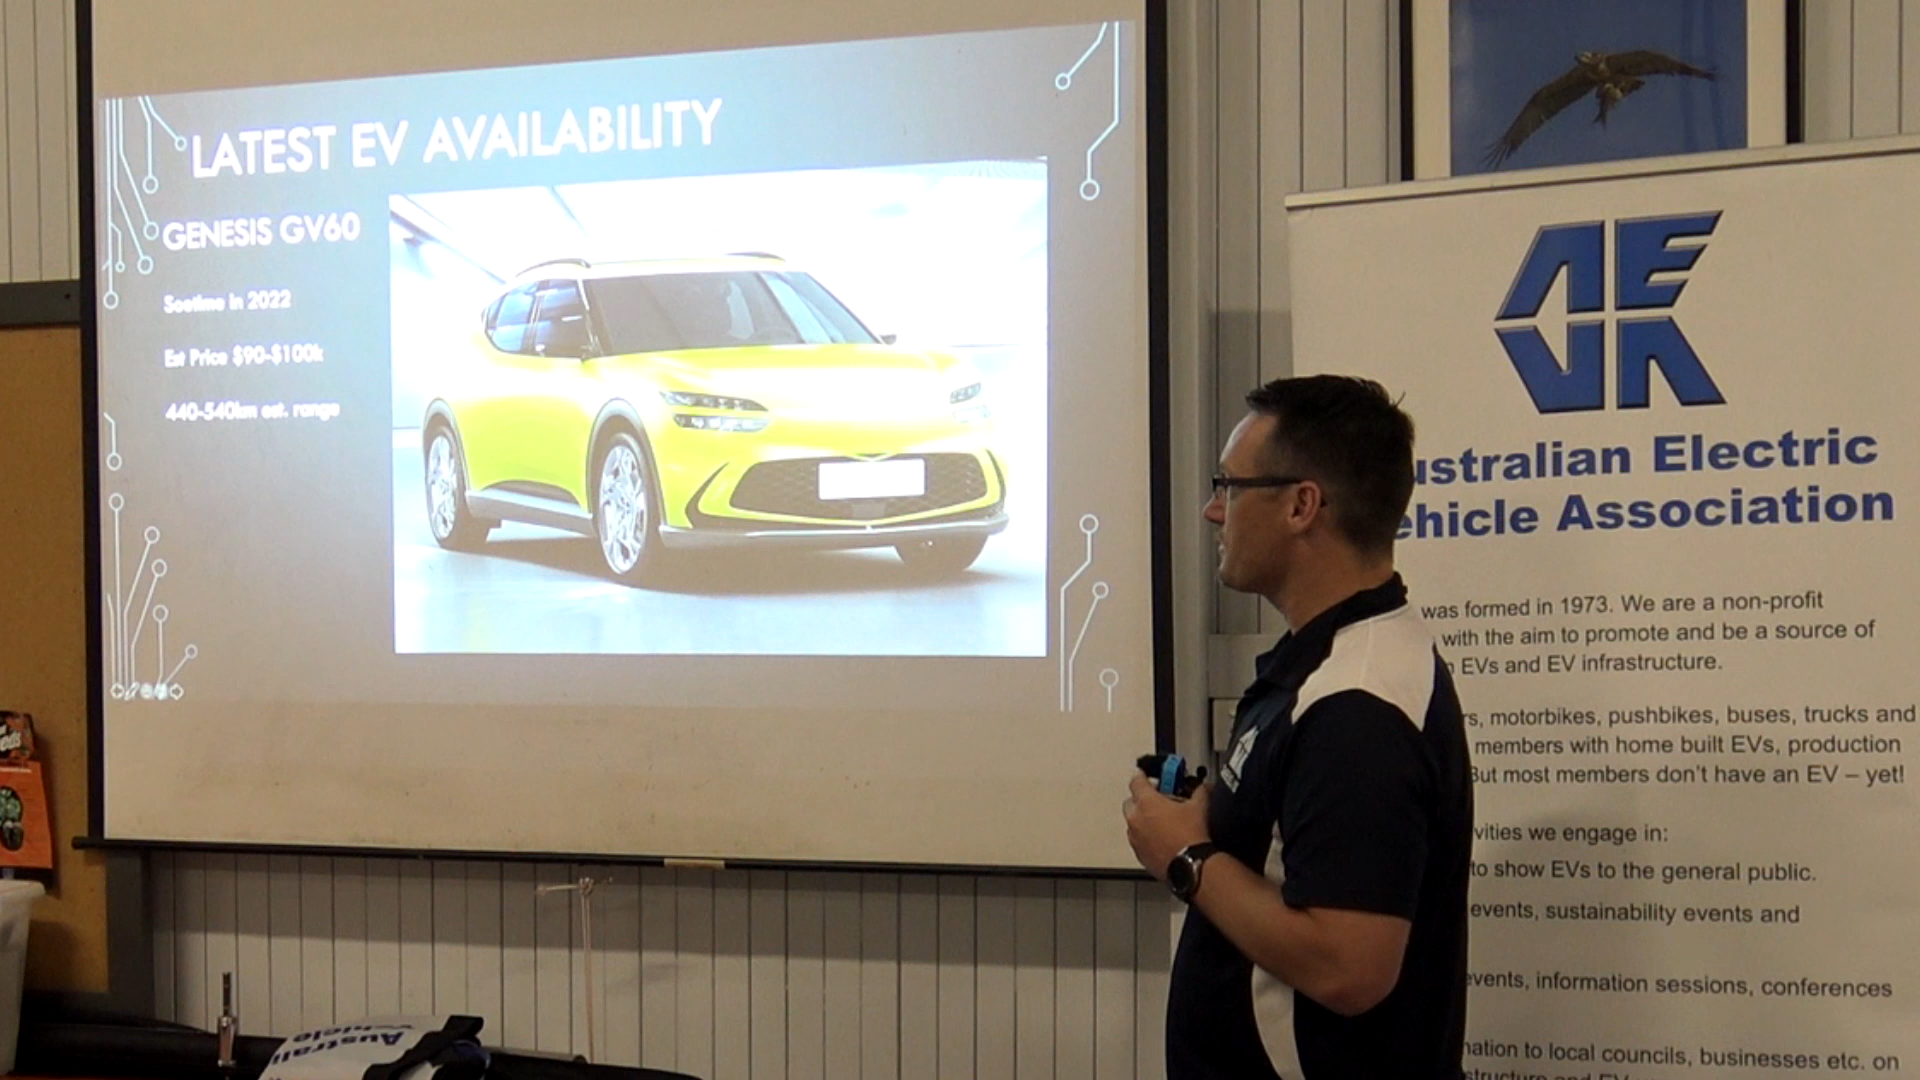 LATEST EV AVAILABILITY
GENESIS GV60
Sootime in 2022
Est Price $90-$100k
440-540km est. range
AEVA
ustralian Electric
ehicle Association
was formed in 1973. We are a non-profit
with the aim to promote and be a source of
EVs and EV infrastructure.
rs, motorbikes, pushbikes, buses, trucks and
members with home built EVs, production
But most members don't have an EV – yet!
vities we engage in:
to show EVs to the general public.
events, sustainability events and
events, information sessions, conferences
nation to local councils, businesses etc. on
Australi
Vehicle